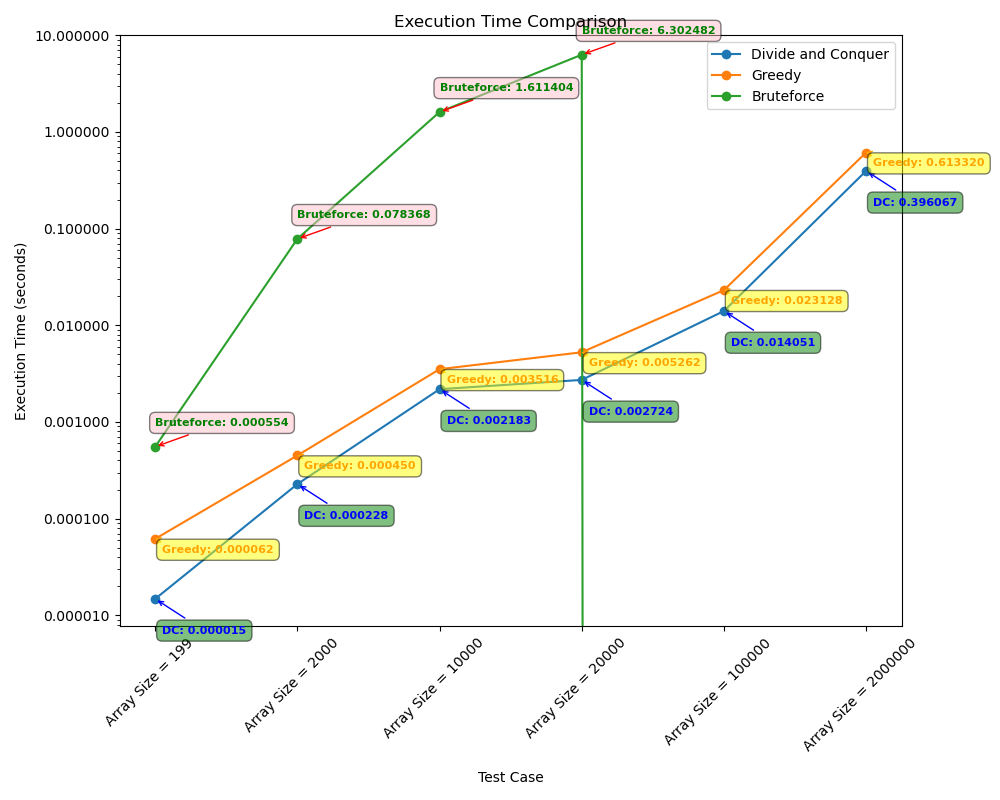 Execution Time Comparison
Bruteforce: 6.302482
10.000000
1.000000
0.100000
0.010000
0.001000
0.000100
0.000010
Execution Time (seconds)
Divide and Conquer
Greedy
Bruteforce
Bruteforce: 1.611404
Greedy: 0.613320
DC: 0.396067
Bruteforce: 0.078368
Greedy: 0.023128
DC: 0.014051
Greedy: 0.005262
Greedy: 0.003516
DC: 0.002724
DC: 0.002183
Bruteforce: 0.000554
Greedy: 0.000450
DC: 0.000228
Greedy: 0.000062
DC: 0.000015
Array Size = 199
Array Size = 2000
Array Size = 10000
Array Size = 20000
Array Size = 100000
Array Size = 2000000
Test Case